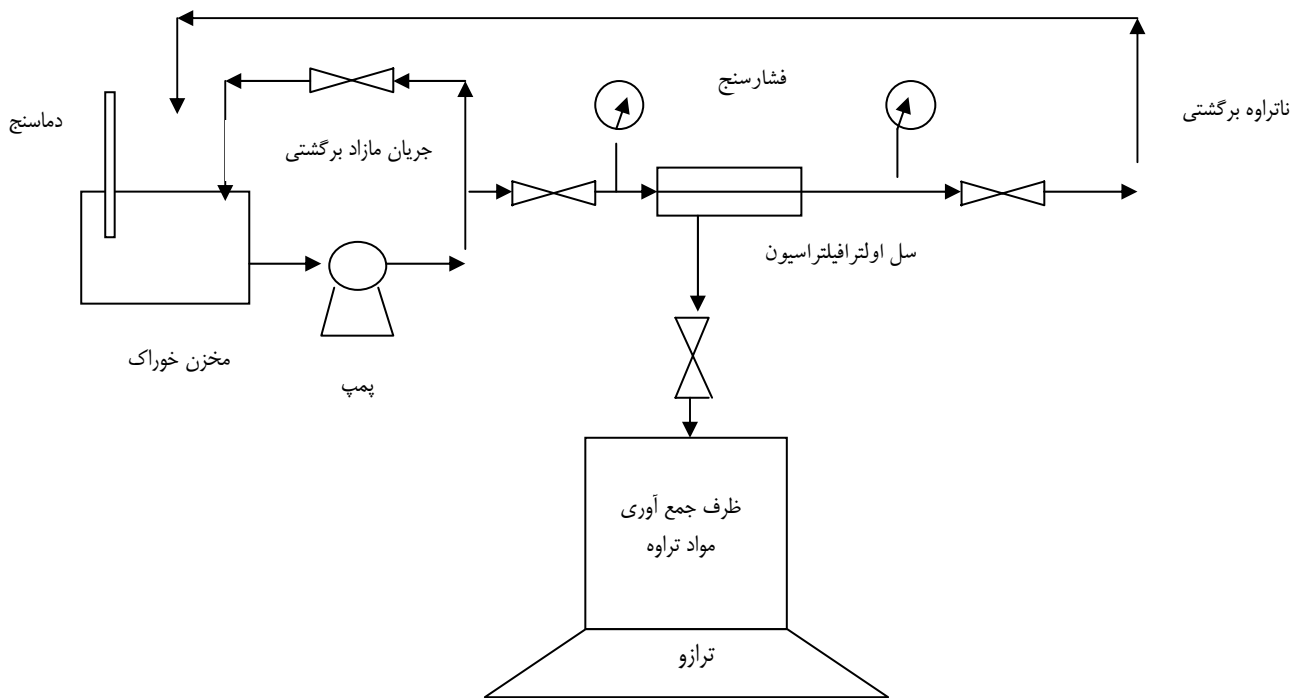 فشارسنج
ناتراوه برگشتی
دماسنج
جریان مازاد برگشتی
سل اولترافیلتراسیون
مخزن خوراک
پمپ
ظرف جمع آوری
مواد تراوه
ترازو